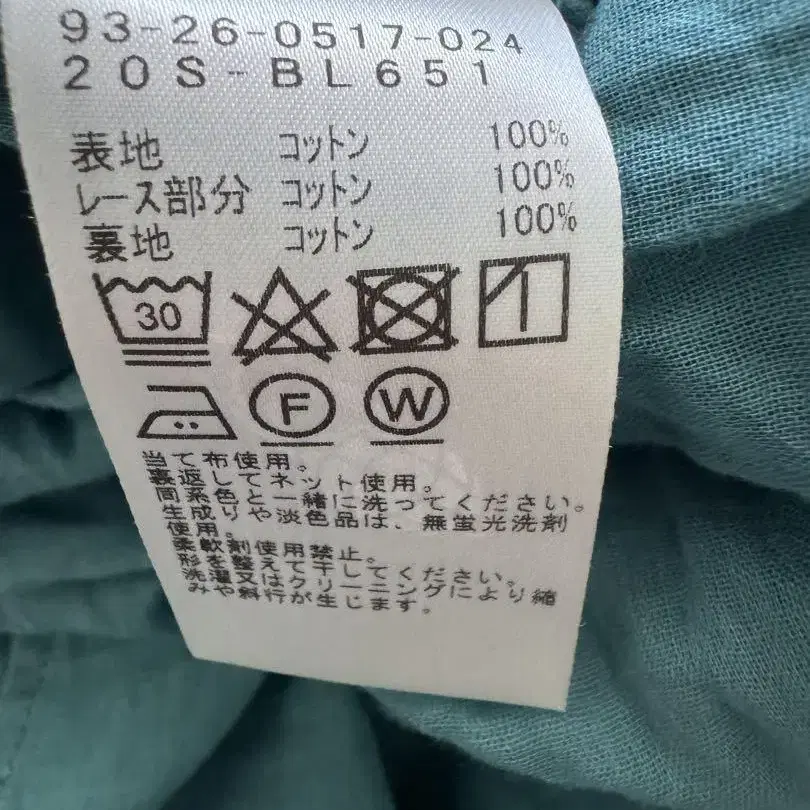 93-26-0517-024
20S-BL651
表地 コットン 100%
レース部分 コットン 100%
裏地 コットン 100%
30
F W
当て布使用。
裏返してネット使用。
同系色と一緒に洗ってください。
生成りや淡色品は、無蛍光洗剤
使用。
柔軟剤使用禁止。
形を整えて干してください。
洗濯又はクリーニングにより縮
みや斜行が生じます。